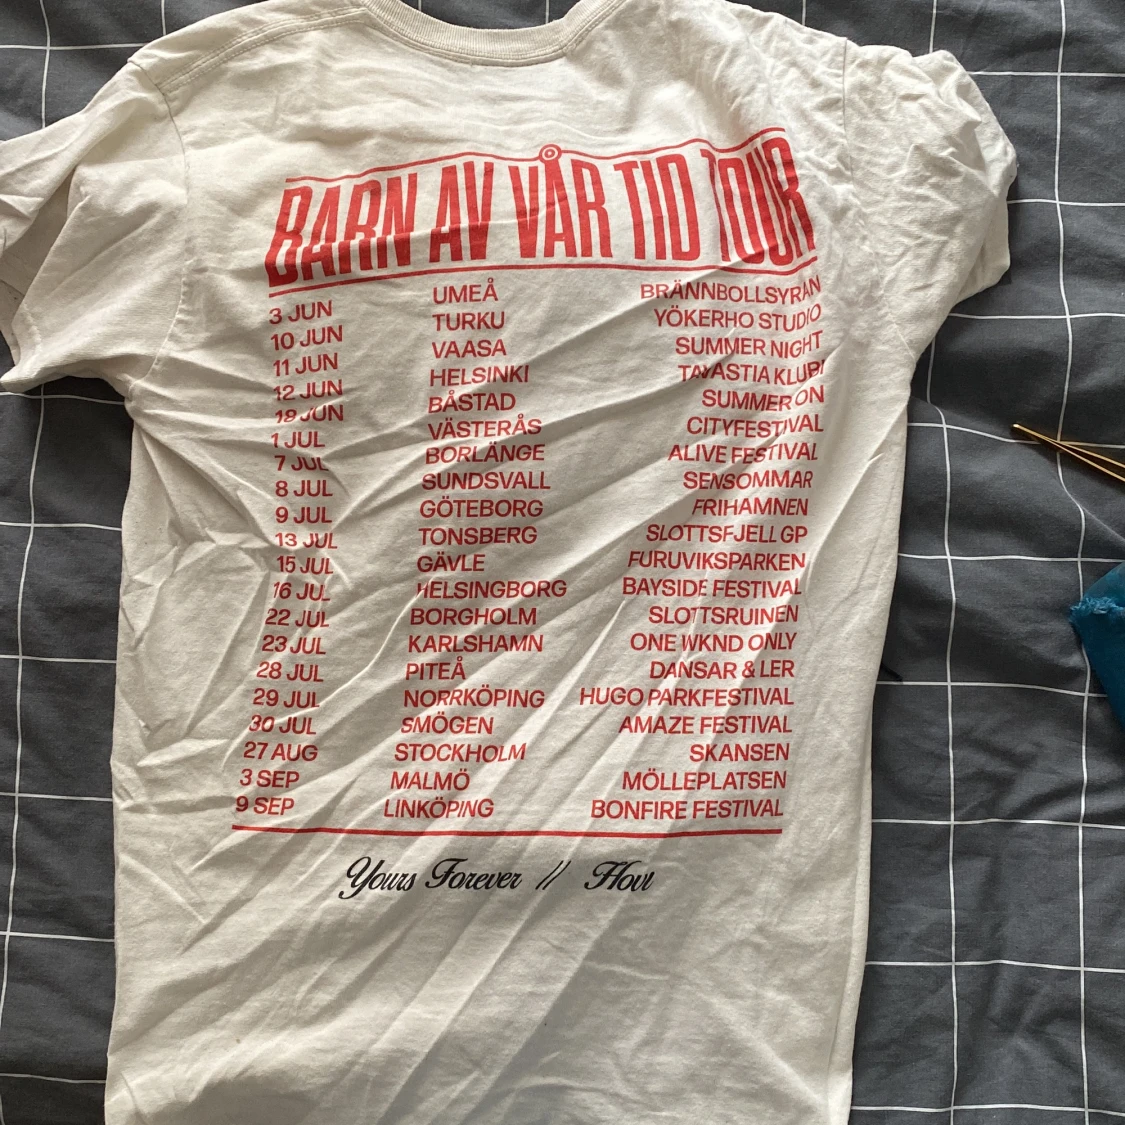 BARN AV VÅR TID TOUR
3 JUN UMEÅ BRÄNNBOLLSYRAN
10 JUN TURKU YÖKERHO STUDIO
11 JUN VAASA SUMMER NIGHT
12 JUN HELSINKI TAVASTIA KLUBI
18 JUN BÅSTAD SUMMER ON
1 JUL VÄSTERÅS CITYFESTIVAL
7 JUL BORLÄNGE ALIVE FESTIVAL
8 JUL SUNDSVALL SENSOMMAR
9 JUL GÖTEBORG FRIHAMNEN
13 JUL TONSBERG SLOTTSFJELL GP
15 JUL GÄVLE FURUVIKSPARKEN
16 JUL HELSINGBORG BAYSIDE FESTIVAL
22 JUL BORGHOLM SLOTTSRUINEN
23 JUL KARLSHAMN ONE WKND ONLY
28 JUL PITEÅ DANSAR & LER
29 JUL NORRKÖPING HUGO PARKFESTIVAL
30 JUL SMÖGEN AMAZE FESTIVAL
27 AUG STOCKHOLM SKANSEN
3 SEP MALMÖ MÖLLEPLATSEN
9 SEP LINKÖPING BONFIRE FESTIVAL
Yours Forever // Hov1